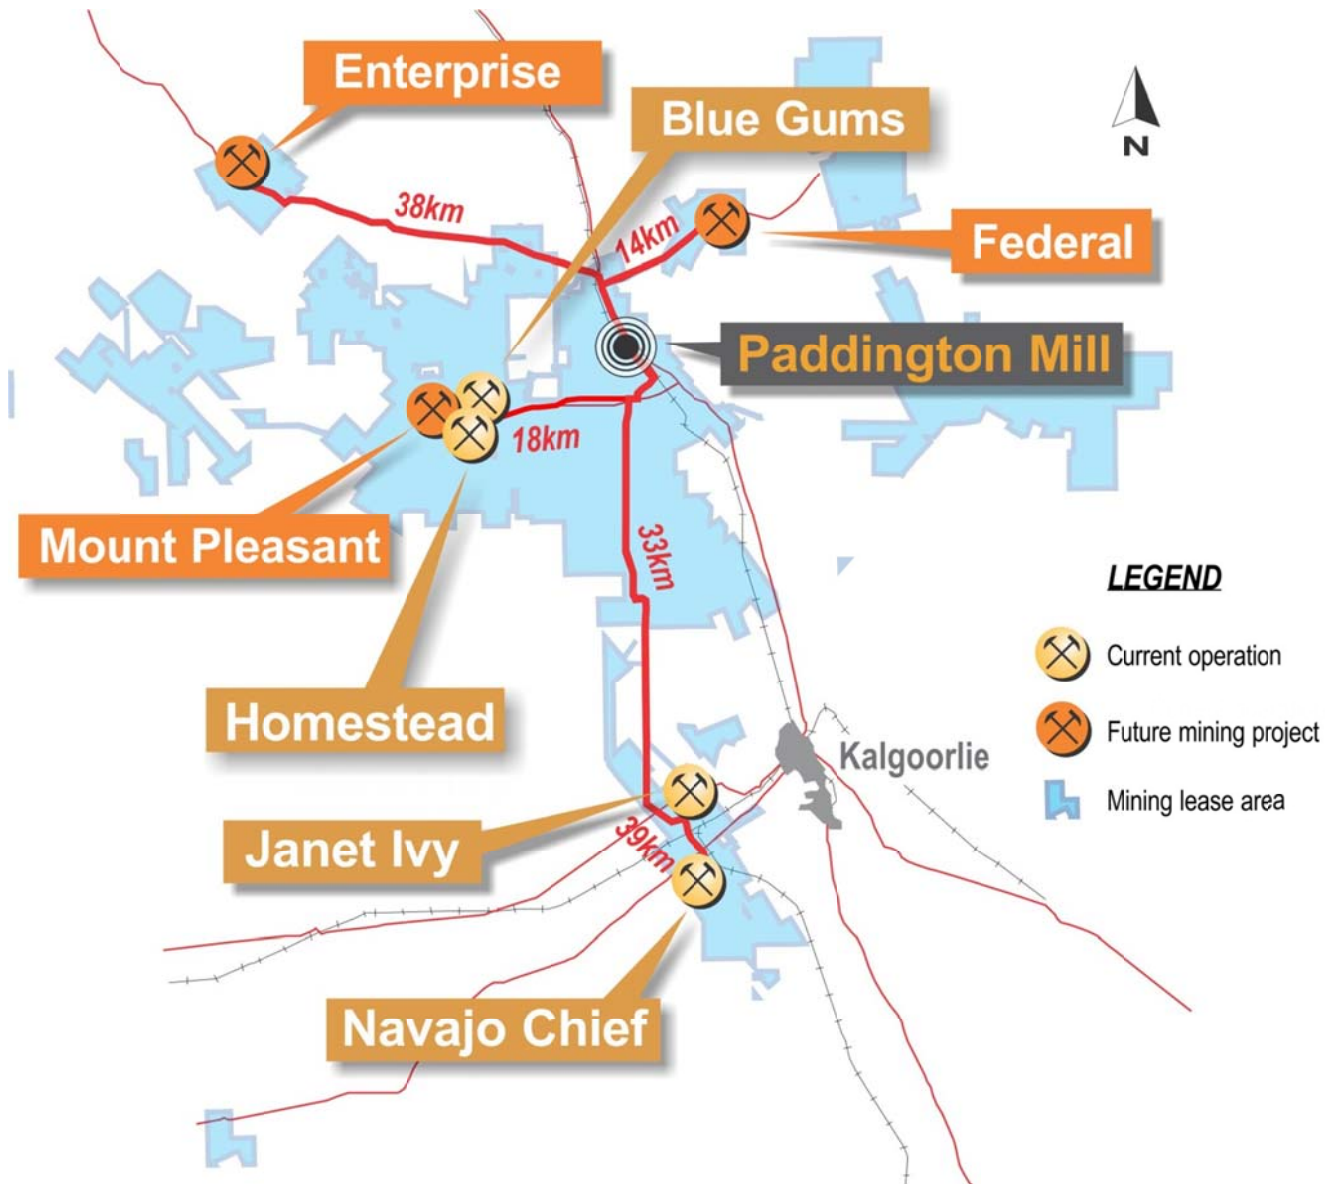 Enterprise
Blue Gums
N
38km
14km
Federal
Paddington Mill
18km
Mount Pleasant
33km
LEGEND
Current operation
Homestead
Future mining project
Kalgoorlie
Mining lease area
Janet Ivy
39km
Navajo Chief